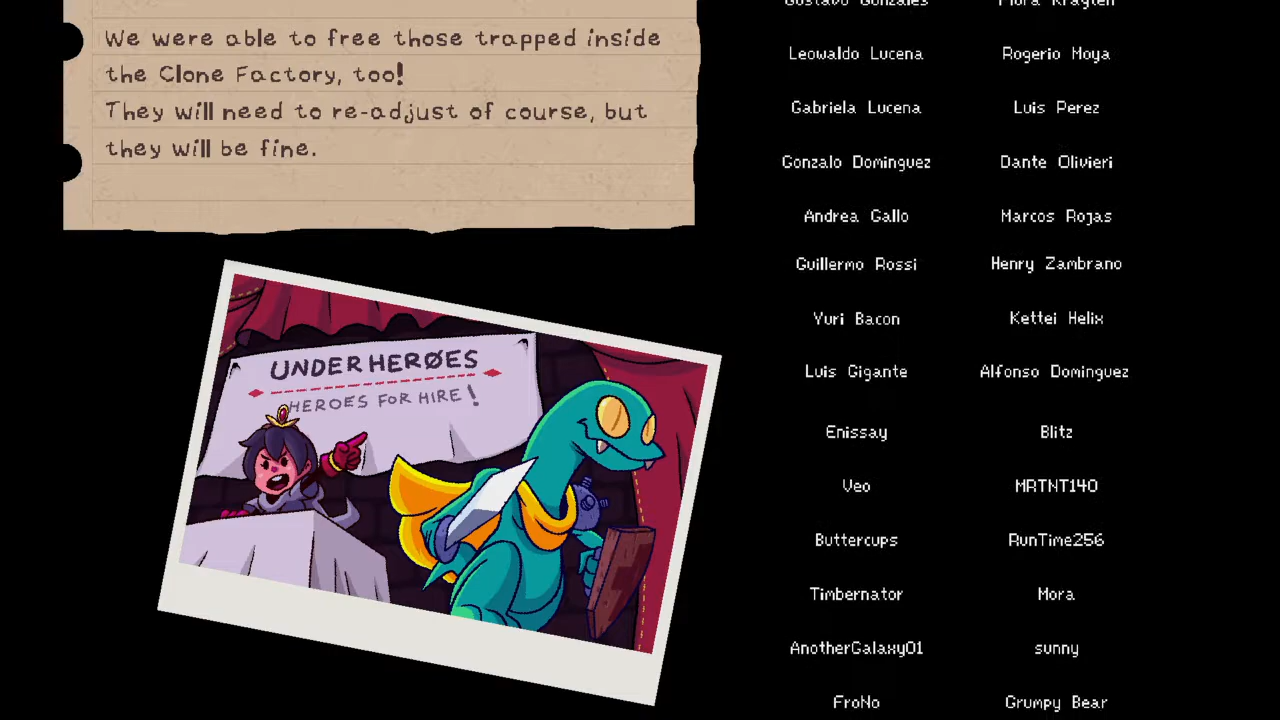 We were able to free those trapped inside
the Clone Factory, too!
They will need to re-adjust of course, but
they will be fine.
UNDERHERØES
HEROES FOR HIRE!
Gustavo Gonzales
Leowaldo Lucena
Rogerio Moya
Gabriela Lucena
Luis Perez
Gonzalo Dominguez
Dante Olivieri
Andrea Gallo
Marcos Rojas
Guillermo Rossi
Henry Zambrano
Yuri Bacon
Kettei Helix
Luis Gigante
Alfonso Dominguez
Enissay
Blitz
Veo
MRTNT140
Buttercups
RunTime256
Timbernator
Mora
AnotherGalaxy01
sunny
FroNo
Grumpy Bear